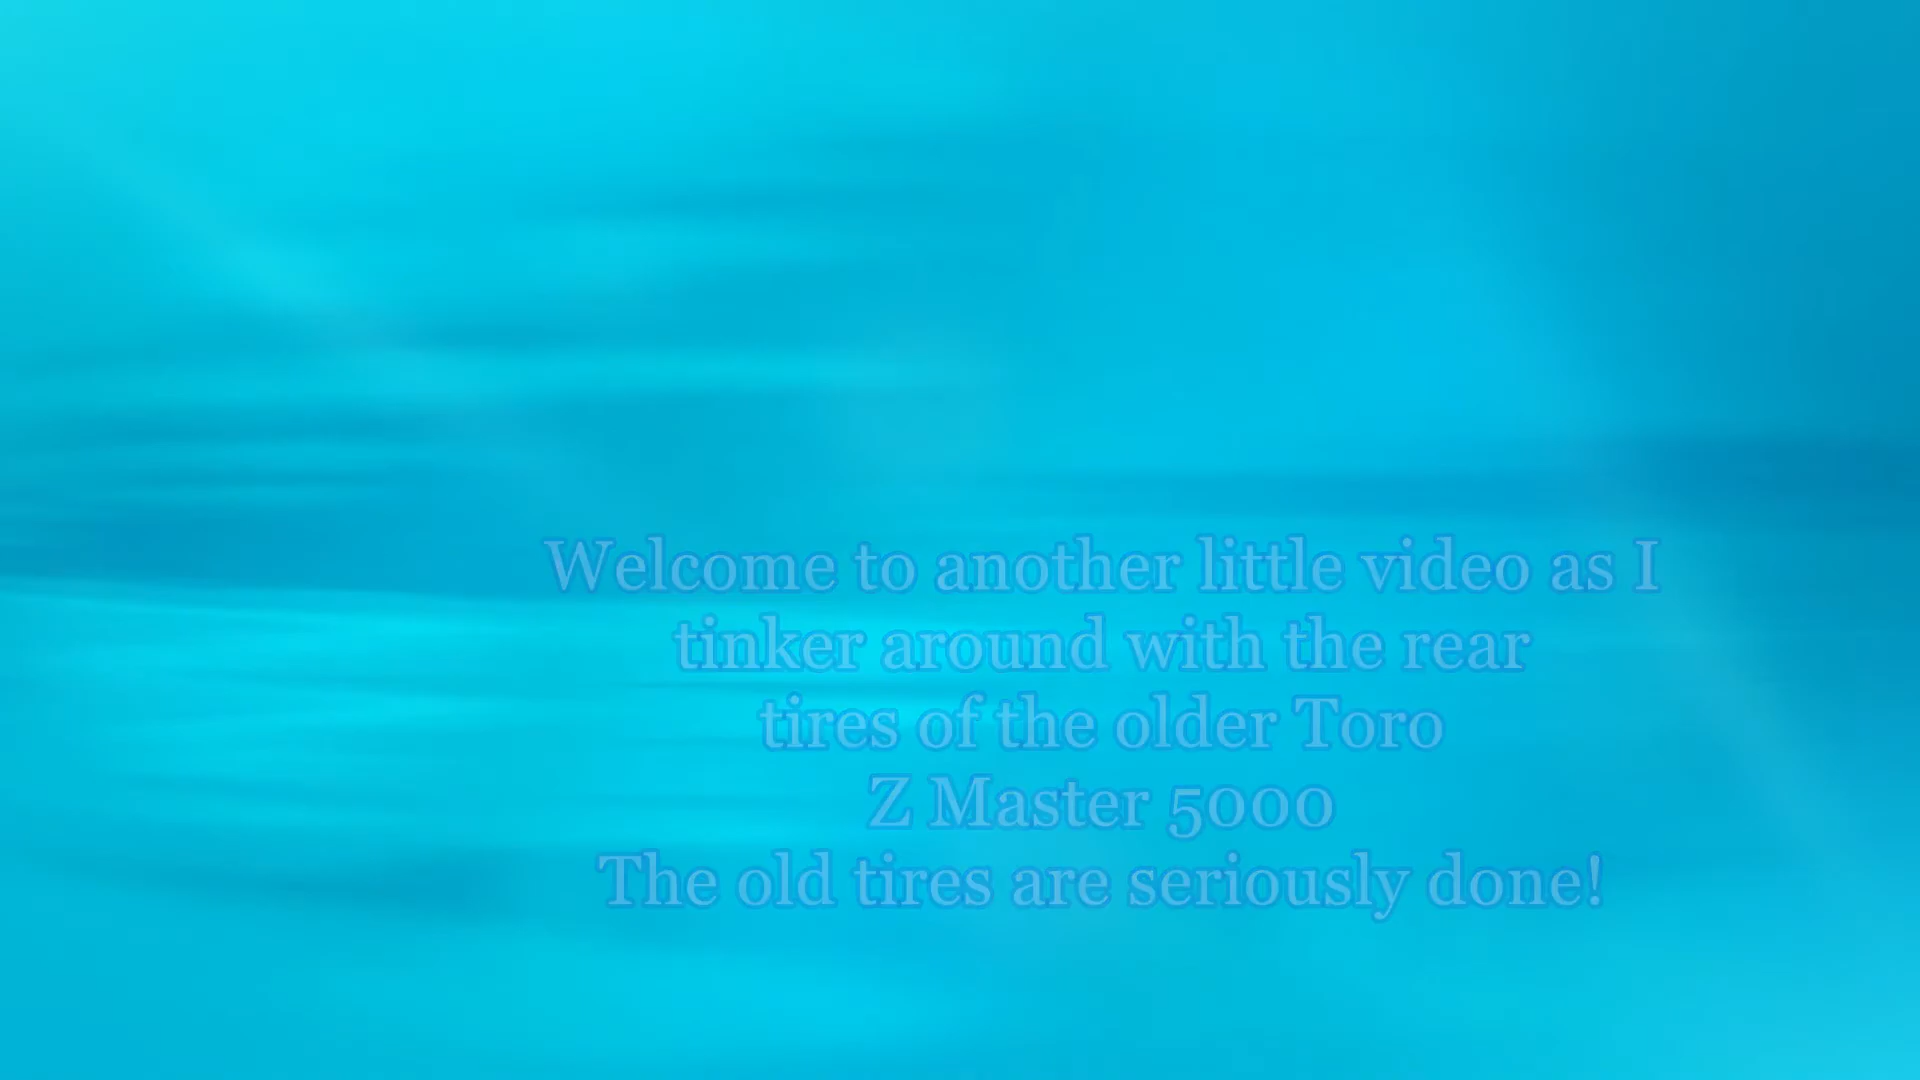 Welcome to another little video as I
tinker around with the rear
tires of the older Toro
Z Master 5000
The old tires are seriously done!